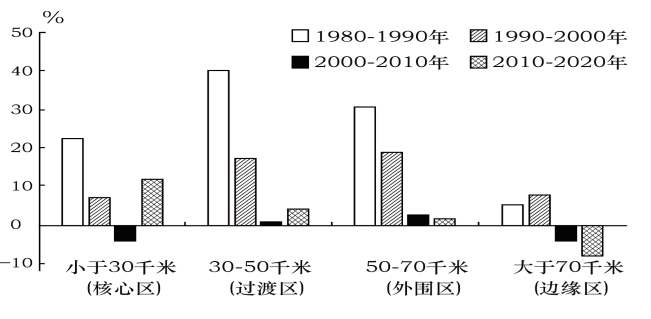 %
1980-1990年
1990-2000年
2000-2010年
2010-2020年
50
40
30
20
10
0
-10
小于30千米
(核心区)
30-50千米
(过渡区)
50-70千米
(外围区)
大于70千米
(边缘区)